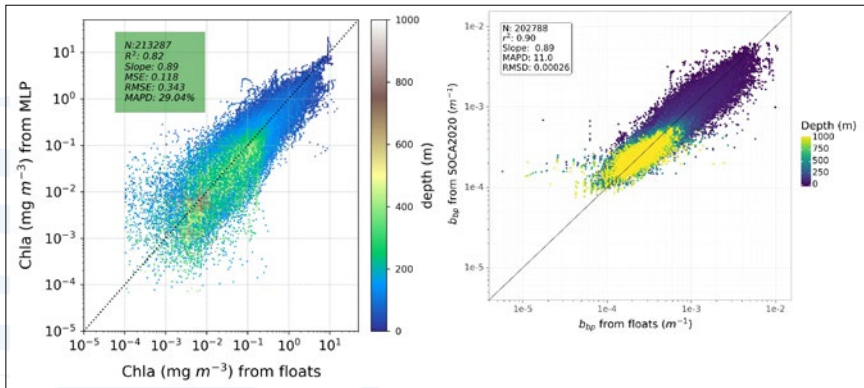 N:213287
R²: 0.82
Slope: 0.89
MSE: 0.118
RMSE: 0.343
MAPD: 29.04%
10¹
10⁰
10⁻¹
10⁻²
10⁻³
10⁻⁴
10⁻⁵
Chla (mg m⁻³) from MLP
10⁻⁵ 10⁻⁴ 10⁻³ 10⁻² 10⁻¹ 10⁰ 10¹
Chla (mg m⁻³) from floats
1000
800
600
400
200
0
depth (m)
N: 202788
r²: 0.90
Slope: 0.89
MAPD: 11.0
RMSD: 0.00026
1e-2
1e-3
1e-4
1e-5
b_bp from SOCA2020 (m⁻¹)
1e-5 1e-4 1e-3 1e-2
b_bp from floats (m⁻¹)
Depth (m)
1000
750
500
250
0